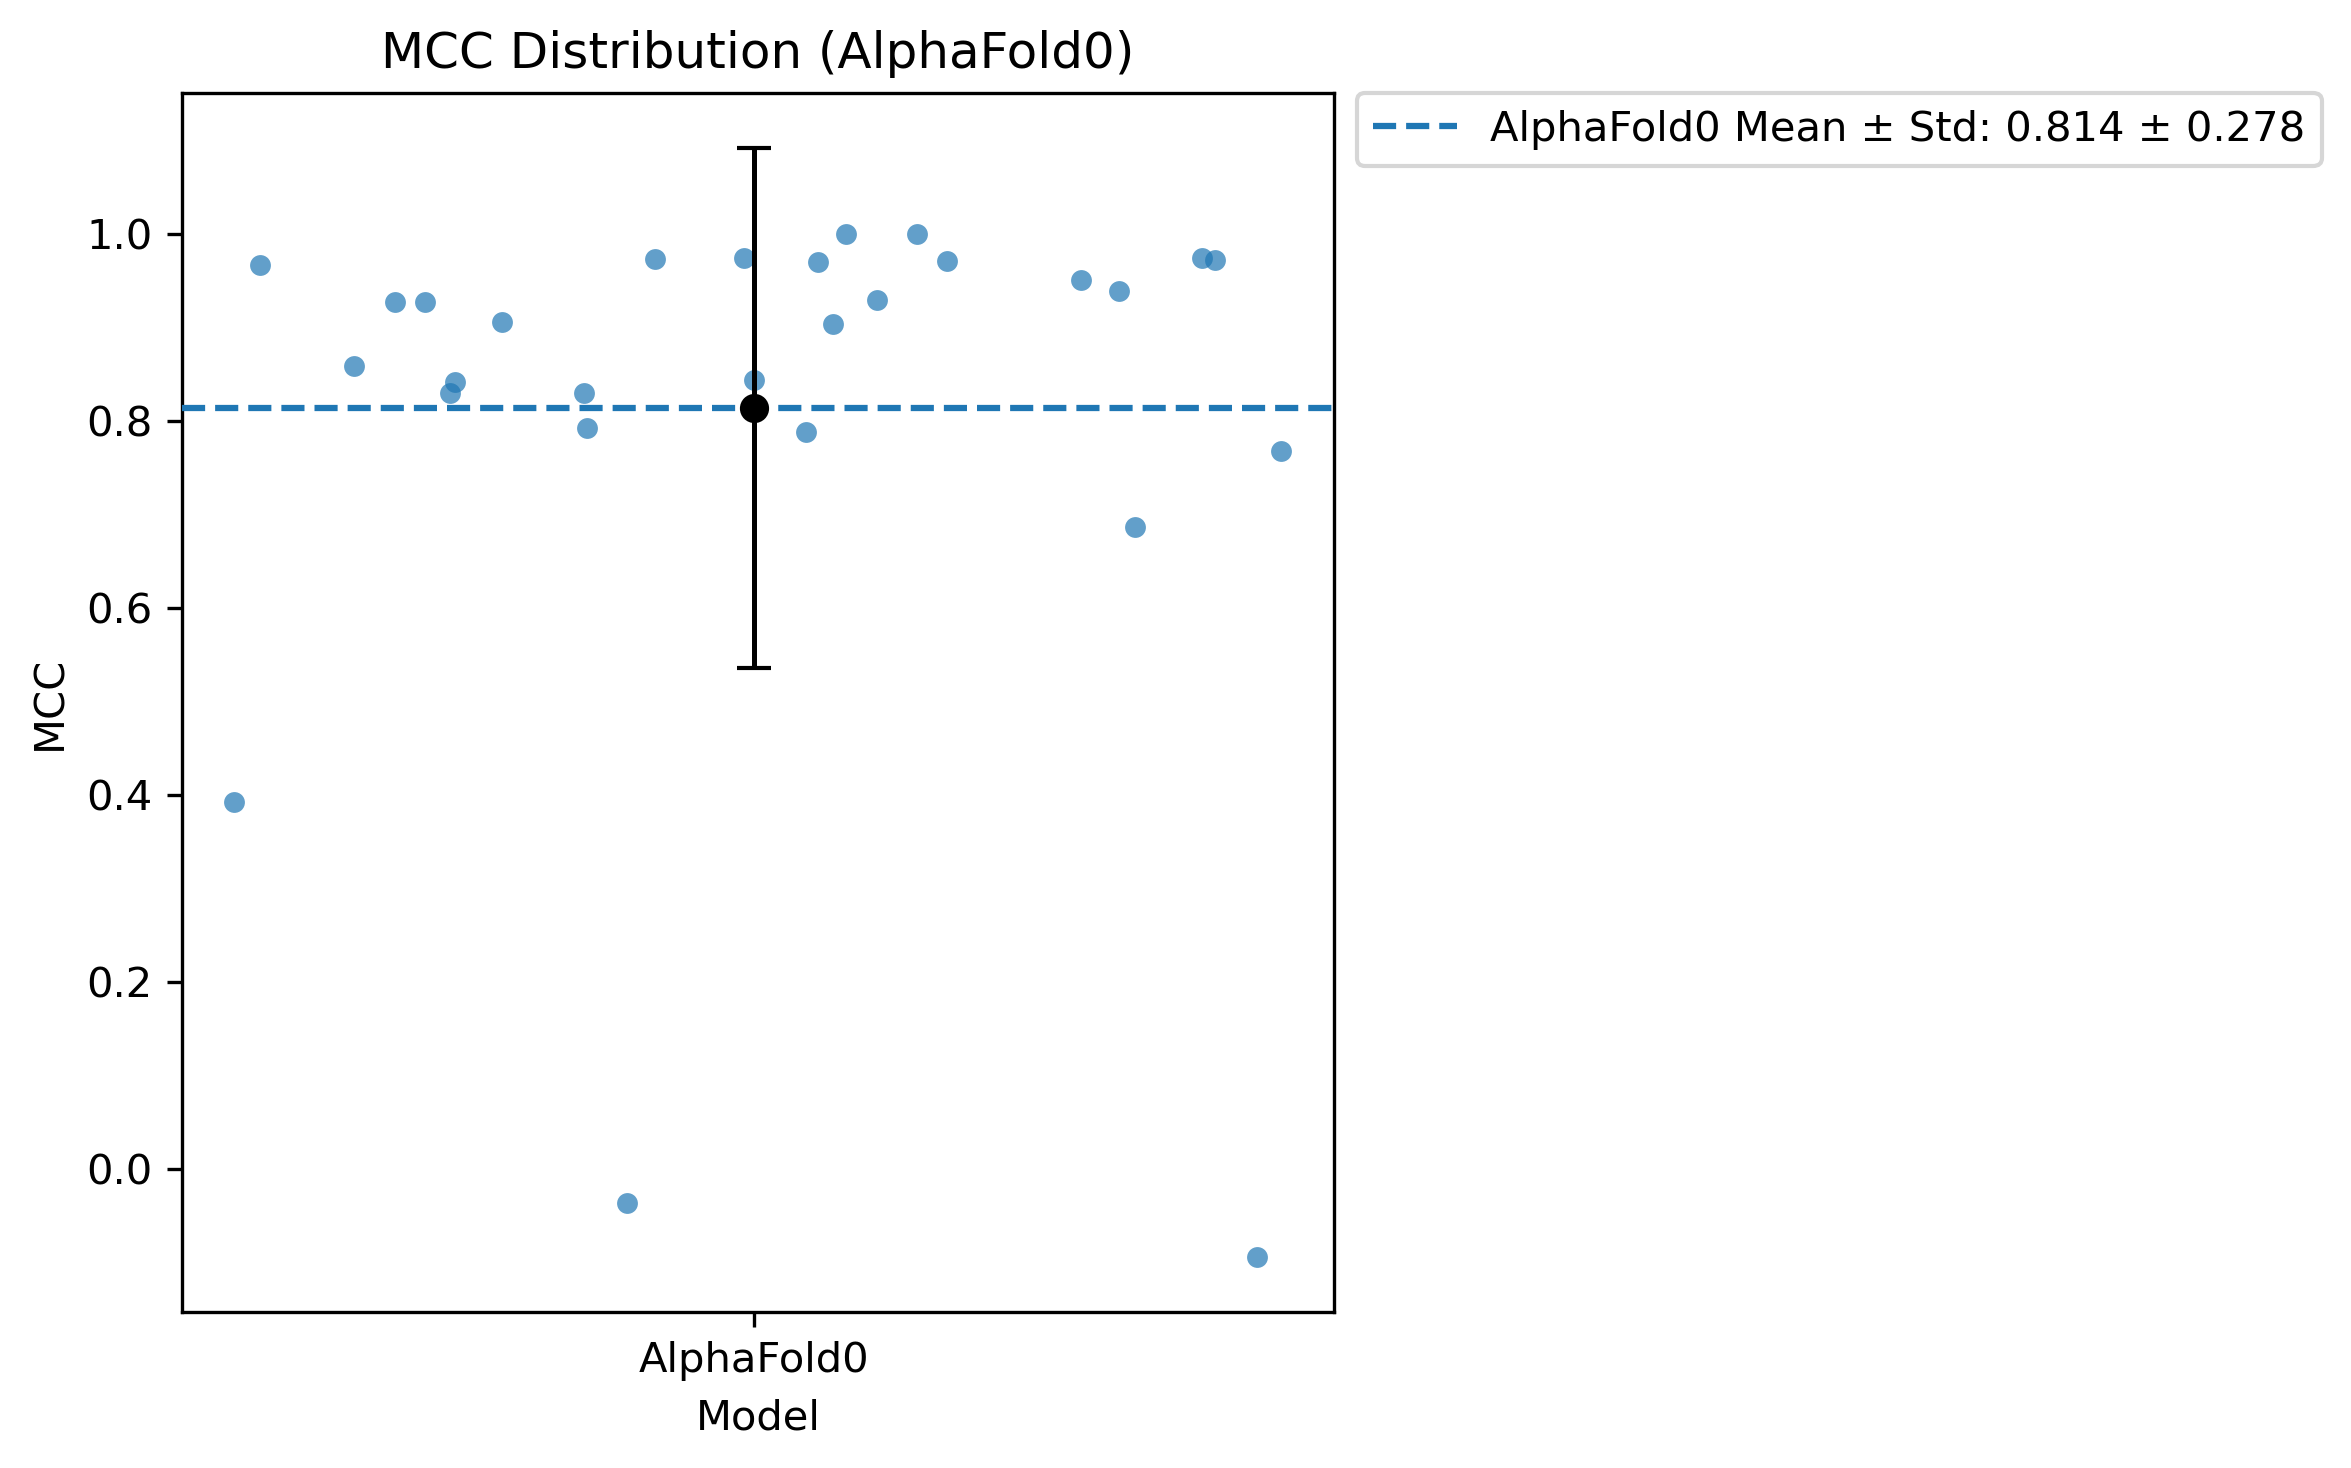 MCC Distribution (AlphaFold0)
AlphaFold0 Mean ± Std: 0.814 ± 0.278
1.0
0.8
0.6
0.4
0.2
0.0
MCC
AlphaFold0
Model